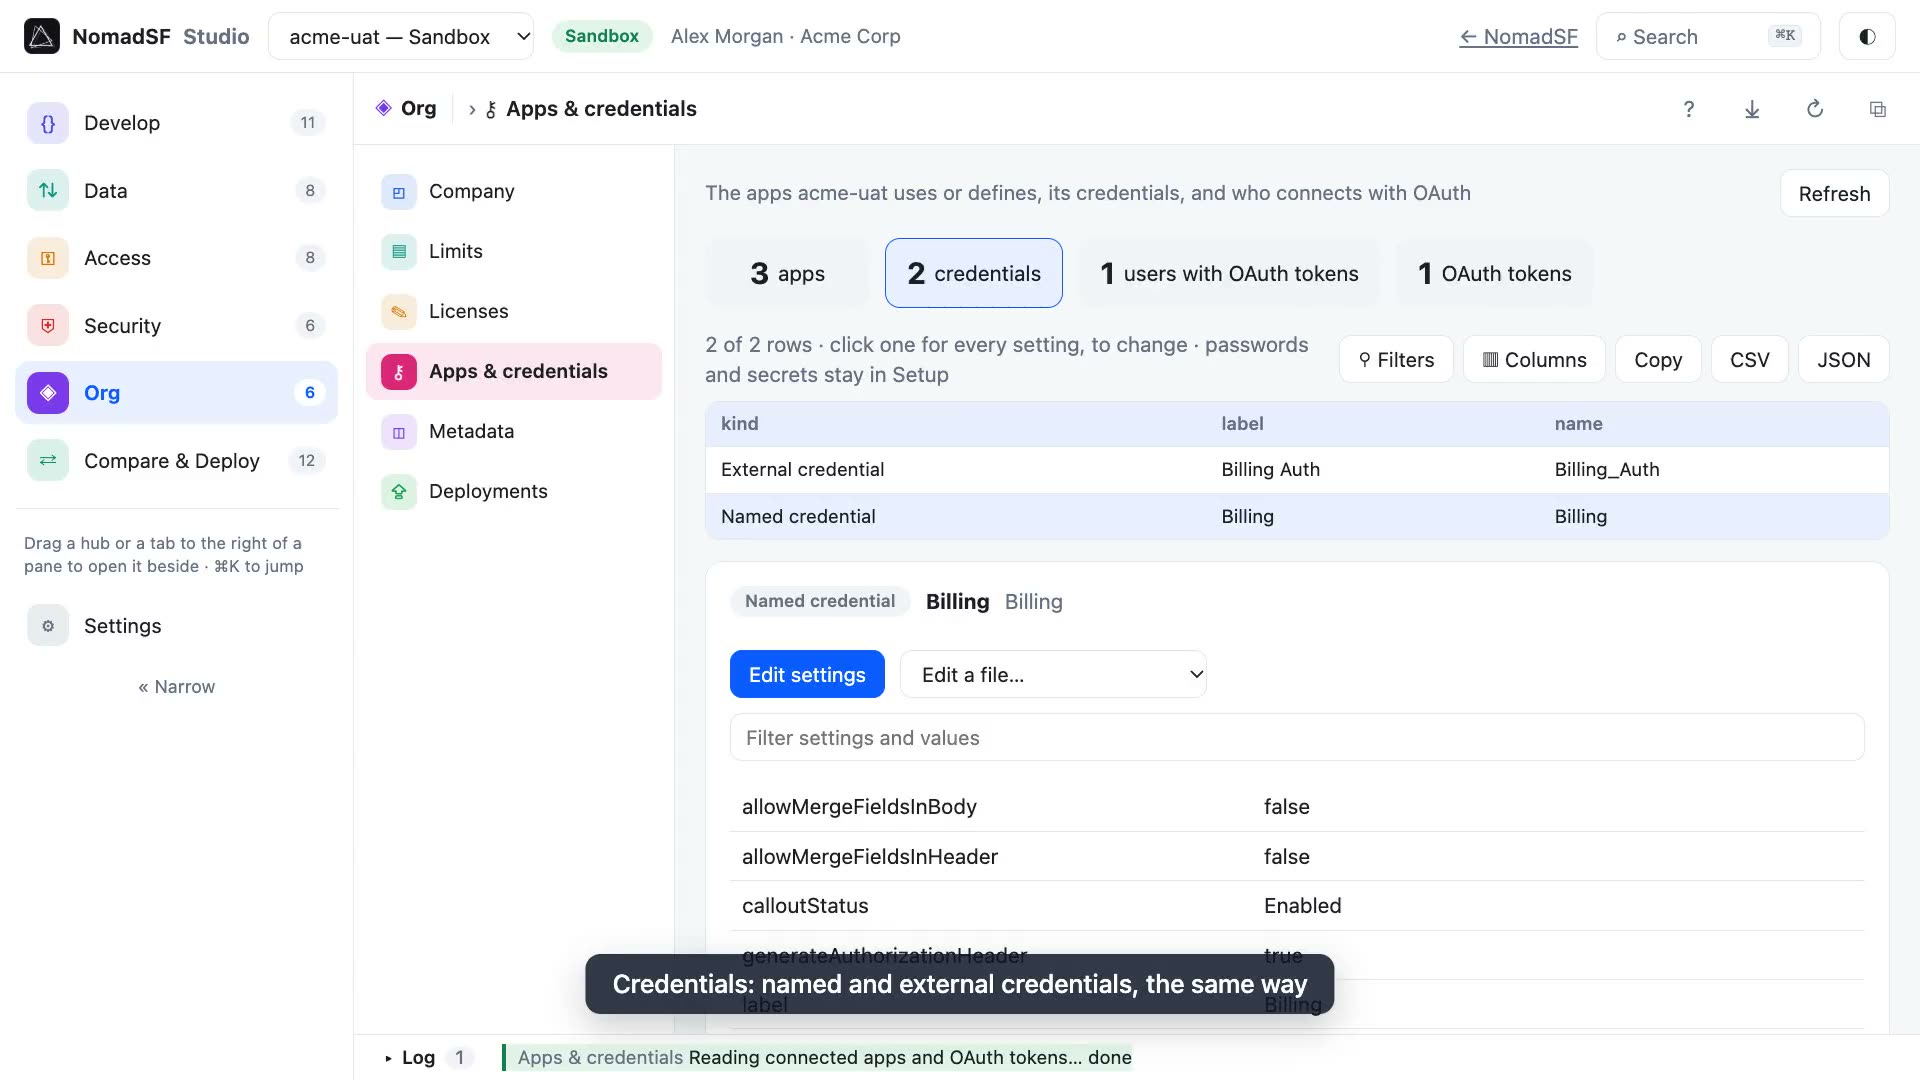 NomadSF Studio
acme-uat — Sandbox
Sandbox
Alex Morgan · Acme Corp
← NomadSF
Search ⌘K
{} Develop 11
Data 8
Access 8
Security 6
Org 6
Compare & Deploy 12
Drag a hub or a tab to the right of a
pane to open it beside · ⌘K to jump
Settings
« Narrow
Org › Apps & credentials
?
Company
Limits
Licenses
Apps & credentials
Metadata
Deployments
The apps acme-uat uses or defines, its credentials, and who connects with OAuth
Refresh
3 apps
2 credentials
1 users with OAuth tokens
1 OAuth tokens
2 of 2 rows · click one for every setting, to change · passwords
and secrets stay in Setup
Filters
Columns
Copy
CSV
JSON
kind label name
External credential Billing Auth Billing_Auth
Named credential Billing Billing
Named credential Billing Billing
Edit settings
Edit a file...
Filter settings and values
allowMergeFieldsInBody false
allowMergeFieldsInHeader false
calloutStatus Enabled
generateAuthorizationHeader true
Credentials: named and external credentials, the same way
label Billing
Log 1
Apps & credentials Reading connected apps and OAuth tokens... done